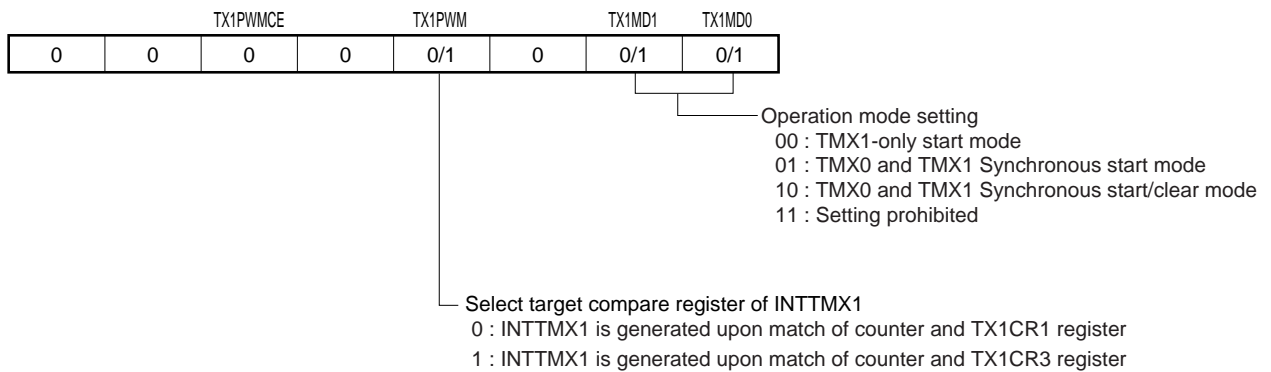 TX1PWMCE TX1PWM TX1MD1 TX1MD0
0 0 0 0 0/1 0 0/1 0/1
Operation mode setting
00 : TMX1-only start mode
01 : TMX0 and TMX1 Synchronous start mode
10 : TMX0 and TMX1 Synchronous start/clear mode
11 : Setting prohibited
Select target compare register of INTTMX1
0 : INTTMX1 is generated upon match of counter and TX1CR1 register
1 : INTTMX1 is generated upon match of counter and TX1CR3 register